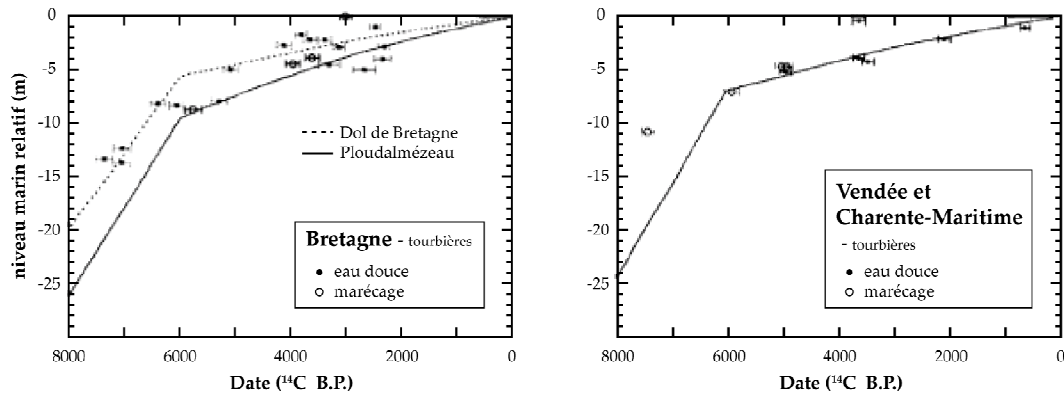 niveau marin relatif (m)
0
-5
-10
-15
-20
-25
Dol de Bretagne
Ploudalmézeau
Bretagne - tourbières
eau douce
marécage
8000 6000 4000 2000 0
Date (¹⁴C B.P.)
0
-5
-10
-15
-20
-25
Vendée et
Charente-Maritime
- tourbières
eau douce
marécage
8000 6000 4000 2000 0
Date (¹⁴C B.P.)